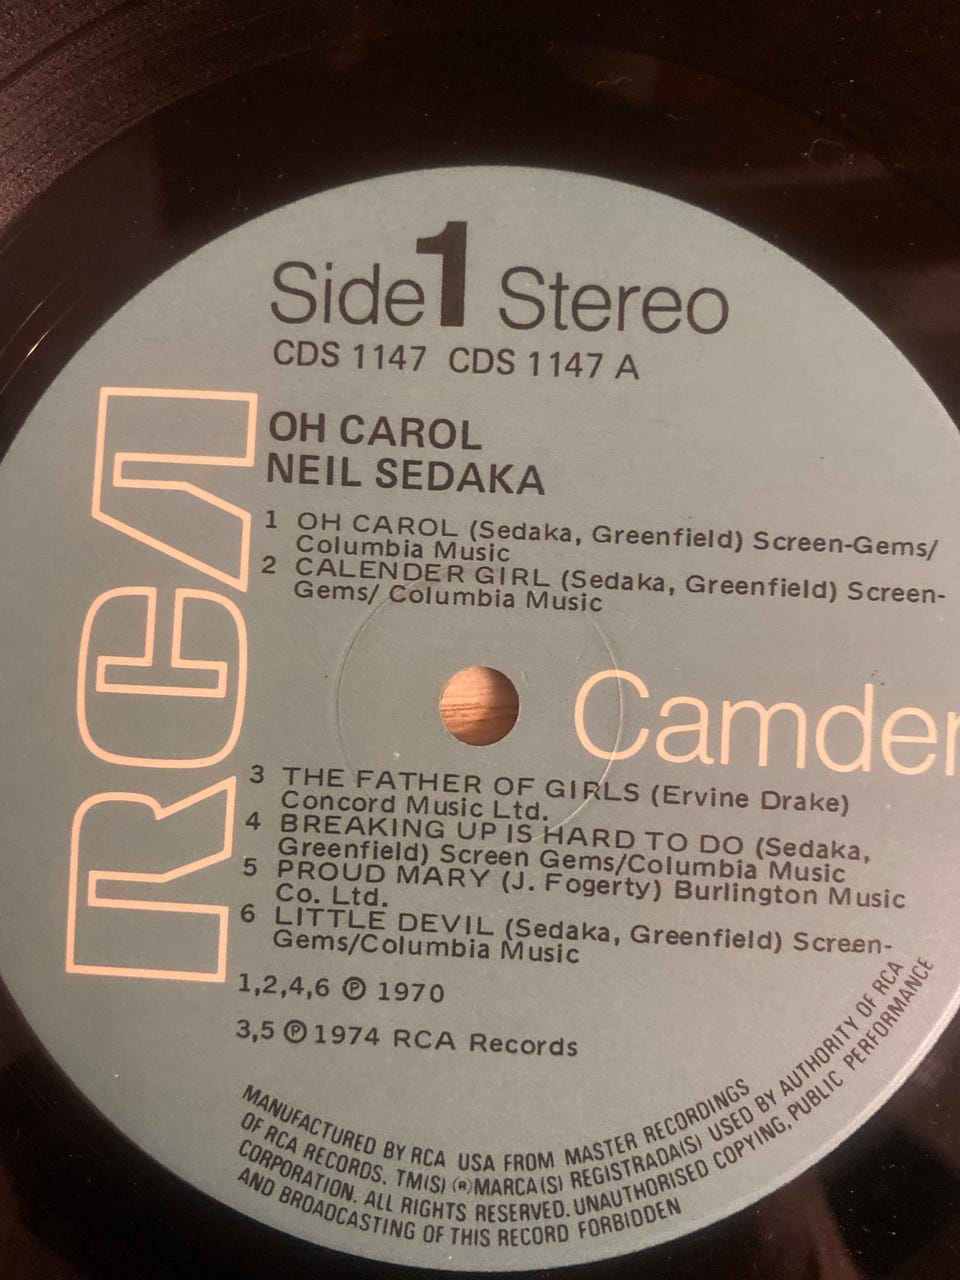 Side 1 Stereo
CDS 1147 CDS 1147 A
OH CAROL
NEIL SEDAKA
1 OH CAROL (Sedaka, Greenfield) Screen-Gems/
Columbia Music
2 CALENDER GIRL (Sedaka, Greenfield) Screen-
Gems/ Columbia Music
RCA
Camden
3 THE FATHER OF GIRLS (Ervine Drake)
Concord Music Ltd.
4 BREAKING UP IS HARD TO DO (Sedaka,
Greenfield) Screen Gems/Columbia Music
5 PROUD MARY (J. Fogerty) Burlington Music
Co. Ltd.
6 LITTLE DEVIL (Sedaka, Greenfield) Screen-
Gems/Columbia Music
1,2,4,6 ℗ 1970
3,5 ℗ 1974 RCA Records
MANUFACTURED BY RCA USA FROM MASTER RECORDINGS
OF RCA RECORDS. TM(S) ® MARCA(S) REGISTRADA(S) USED BY AUTHORITY OF RCA
CORPORATION. ALL RIGHTS RESERVED. UNAUTHORISED COPYING, PUBLIC PERFORMANCE
AND BROADCASTING OF THIS RECORD FORBIDDEN